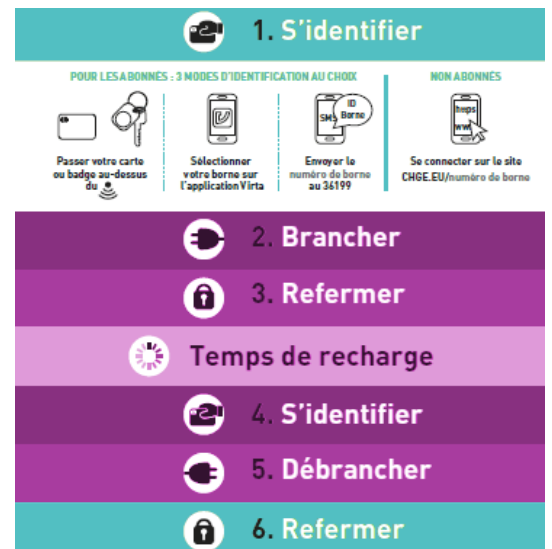 1. S'identifier
POUR LES ABONNÉS : 3 MODES D'IDENTIFICATION AU CHOIX
NON ABONNÉS
SMS
ID
Borne
https
www
Passer votre carte
ou badge au-dessus
du
Sélectionner
votre borne sur
l'application Virta
Envoyer le
numéro de borne
au 36199
Se connecter sur le site
CHGE.EU/numéro de borne
2. Brancher
3. Refermer
Temps de recharge
4. S'identifier
5. Débrancher
6. Refermer